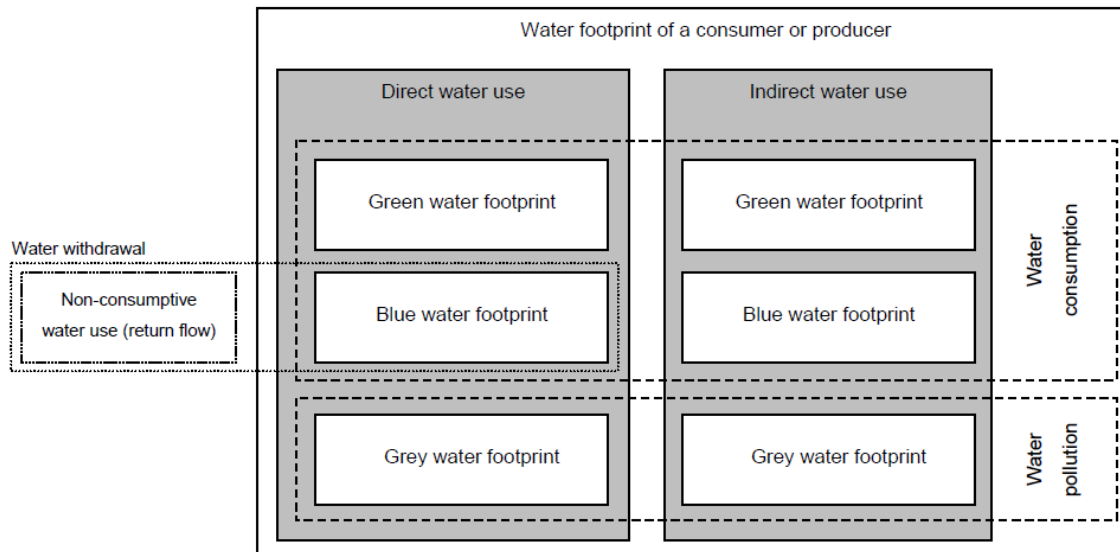 Water footprint of a consumer or producer
Direct water use
Indirect water use
Green water footprint
Green water footprint
Water withdrawal
Non-consumptive
water use (return flow)
Blue water footprint
Blue water footprint
Water
consumption
Grey water footprint
Grey water footprint
Water
pollution